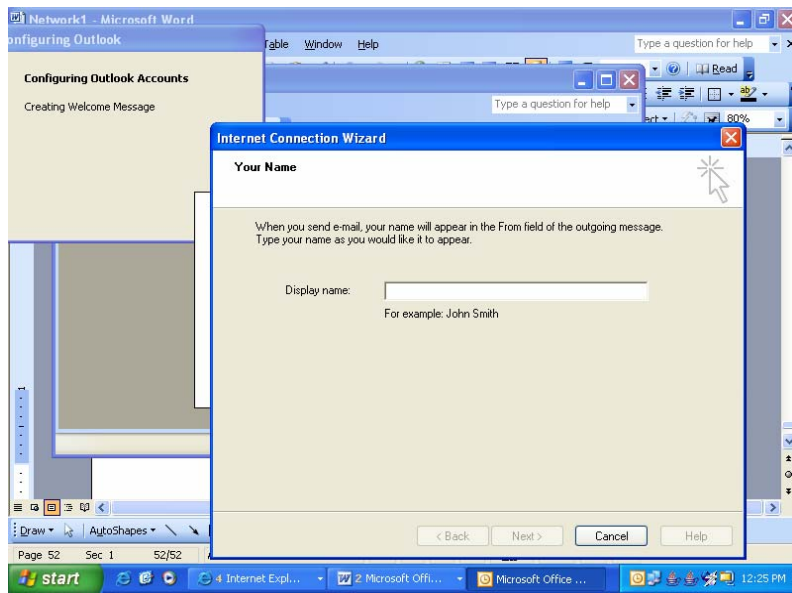 Network1 - Microsoft Word
onfiguring Outlook
Table Window Help
Type a question for help
Configuring Outlook Accounts
Creating Welcome Message
Read
Type a question for help
80%
Internet Connection Wizard
Your Name
When you send e-mail, your name will appear in the From field of the outgoing message.
Type your name as you would like it to appear.
Display name:
For example: John Smith
< Back Next > Cancel Help
Draw AutoShapes
Page 52 Sec 1 52/52
start 4 Internet Expl... 2 Microsoft Offi... Microsoft Office ... 12:25 PM